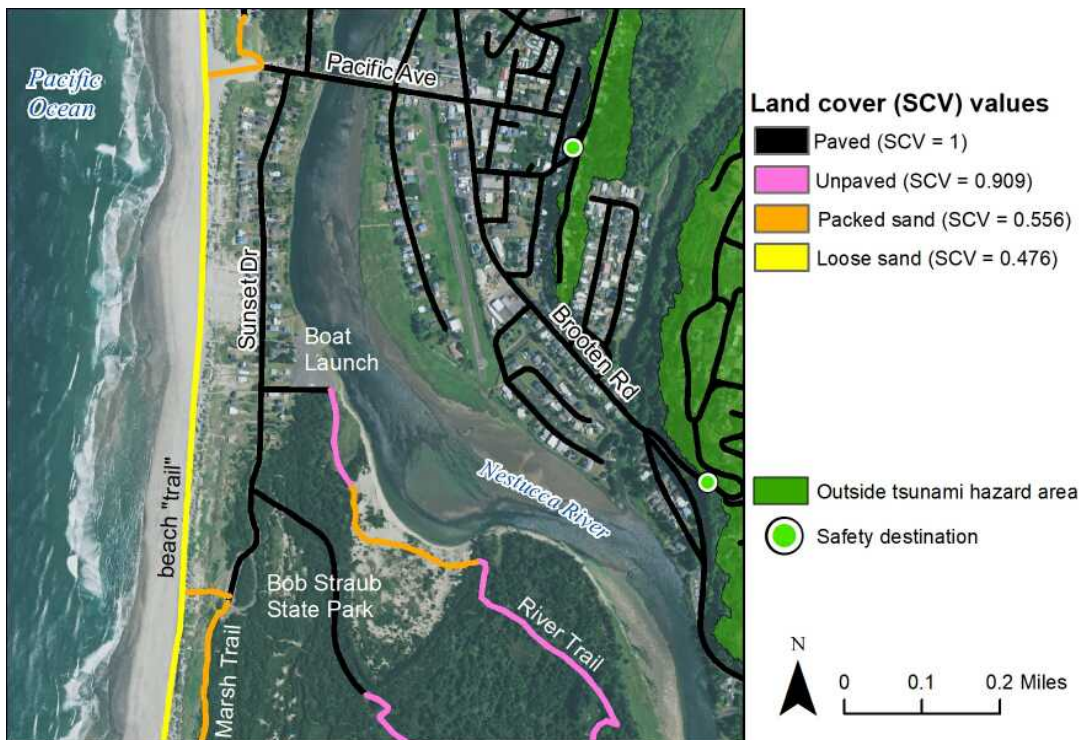 Pacific
Ocean
Pacific Ave
Sunset Dr
Boat
Launch
Brooten Rd
Nestucca River
beach "trail"
Bob Straub
State Park
River Trail
Marsh Trail
Land cover (SCV) values
Paved (SCV = 1)
Unpaved (SCV = 0.909)
Packed sand (SCV = 0.556)
Loose sand (SCV = 0.476)
Outside tsunami hazard area
Safety destination
N
0 0.1 0.2 Miles